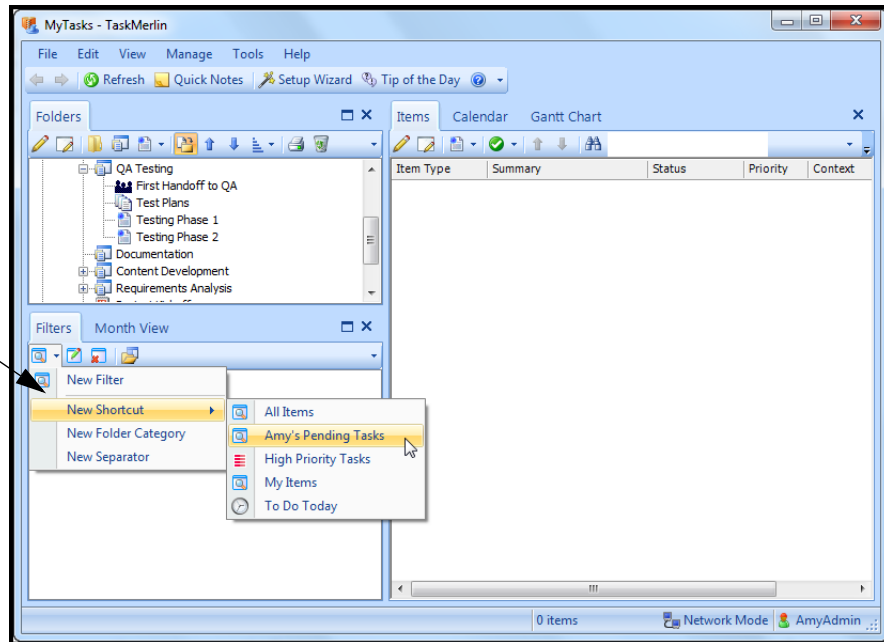 MyTasks - TaskMerlin
File Edit View Manage Tools Help
Refresh Quick Notes Setup Wizard Tip of the Day
Folders
Items Calendar Gantt Chart
Item Type Summary Status Priority Context
QA Testing
First Handoff to QA
Test Plans
Testing Phase 1
Testing Phase 2
Documentation
Content Development
Requirements Analysis
Filters Month View
New Filter
New Shortcut
New Folder Category
New Separator
All Items
Amy's Pending Tasks
High Priority Tasks
My Items
To Do Today
0 items Network Mode AmyAdmin